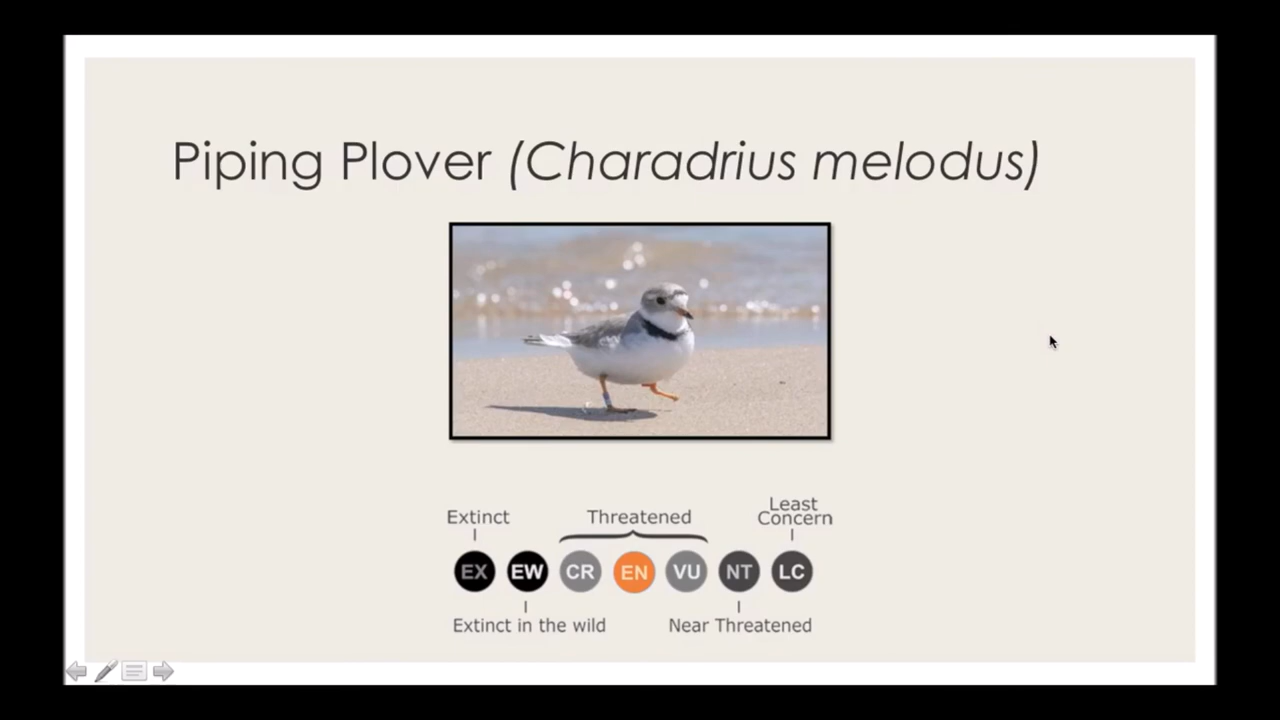 Piping Plover (Charadrius melodus)
Extinct
Threatened
Least
Concern
EX EW CR EN VU NT LC
Extinct in the wild
Near Threatened